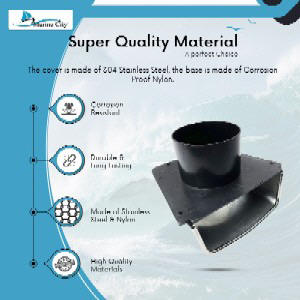 Marine City
Super Quality Material
A perfect Choice
The cover is made of 304 Stainless Steel, the base is made of Corrosion
Proof Nylon.
Corrosion
Resistant
Durable &
Long Lasting
Made of Stainless
Steel & Nylon
High Quality
Materials